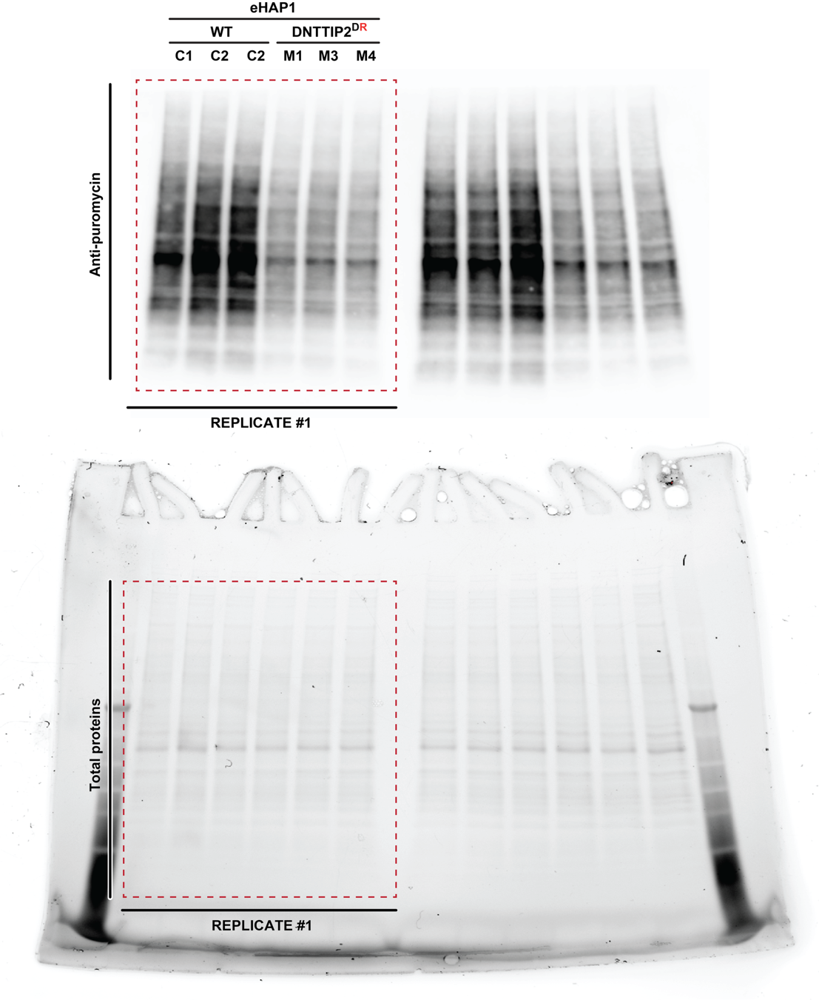 eHAP1
WT DNTTIP2DR
C1 C2 C2 M1 M3 M4
Anti-puromycin
REPLICATE #1
Total proteins
REPLICATE #1